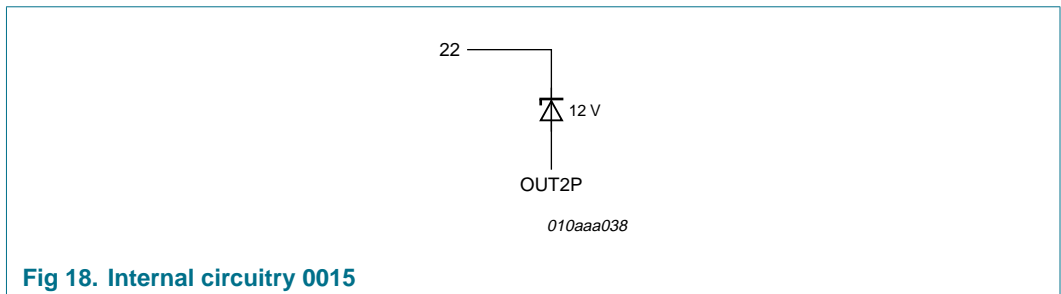 22
12 V
OUT2P
010aaa038
Fig 18. Internal circuitry 0015